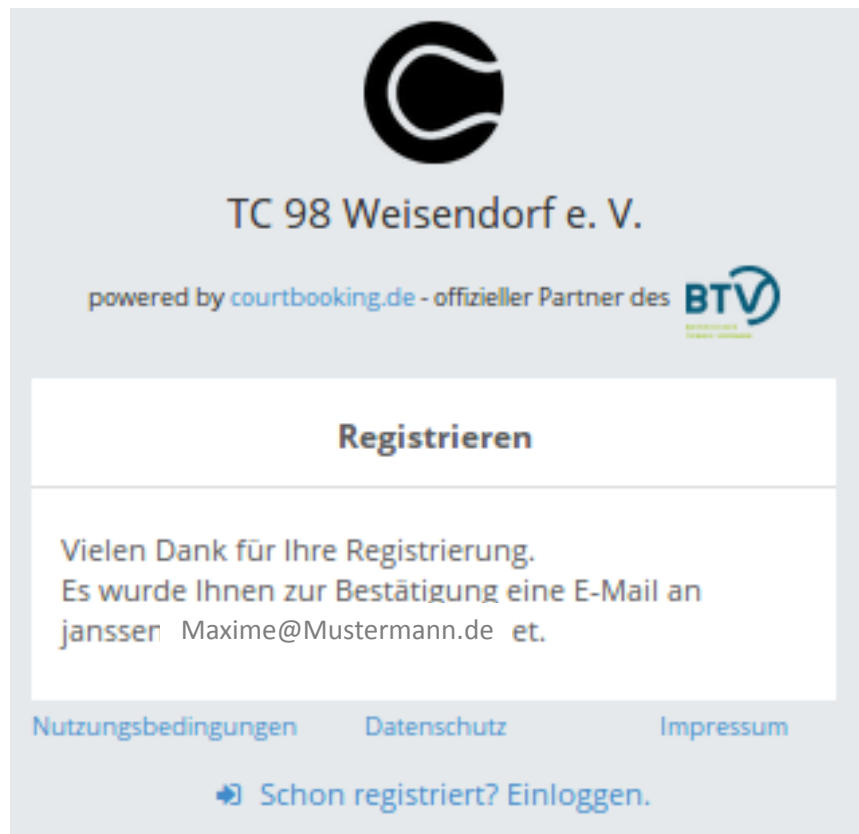 TC 98 Weisendorf e. V.
powered by courtbooking.de - offizieller Partner des BTV
Registrieren
Vielen Dank für Ihre Registrierung.
Es wurde Ihnen zur Bestätigung eine E-Mail an
janssen Maxime@Mustermann.de et.
Nutzungsbedingungen Datenschutz Impressum
Schon registriert? Einloggen.